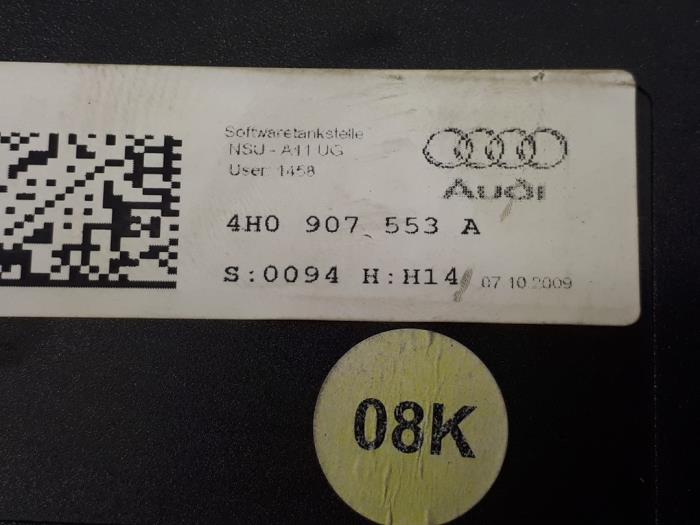 Softwaretankstelle
NSU - A11 UG
User: 1458
Audi
4H0 907 553 A
S:0094 H:H14 07.10.2009
08K